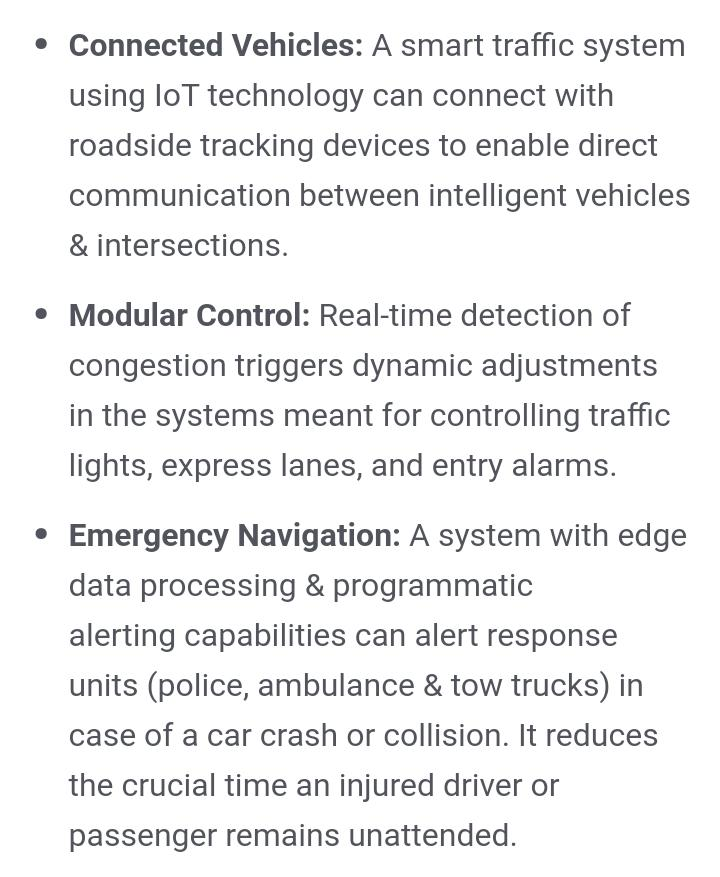 • Connected Vehicles: A smart traffic system
using IoT technology can connect with
roadside tracking devices to enable direct
communication between intelligent vehicles
& intersections.
• Modular Control: Real-time detection of
congestion triggers dynamic adjustments
in the systems meant for controlling traffic
lights, express lanes, and entry alarms.
• Emergency Navigation: A system with edge
data processing & programmatic
alerting capabilities can alert response
units (police, ambulance & tow trucks) in
case of a car crash or collision. It reduces
the crucial time an injured driver or
passenger remains unattended.